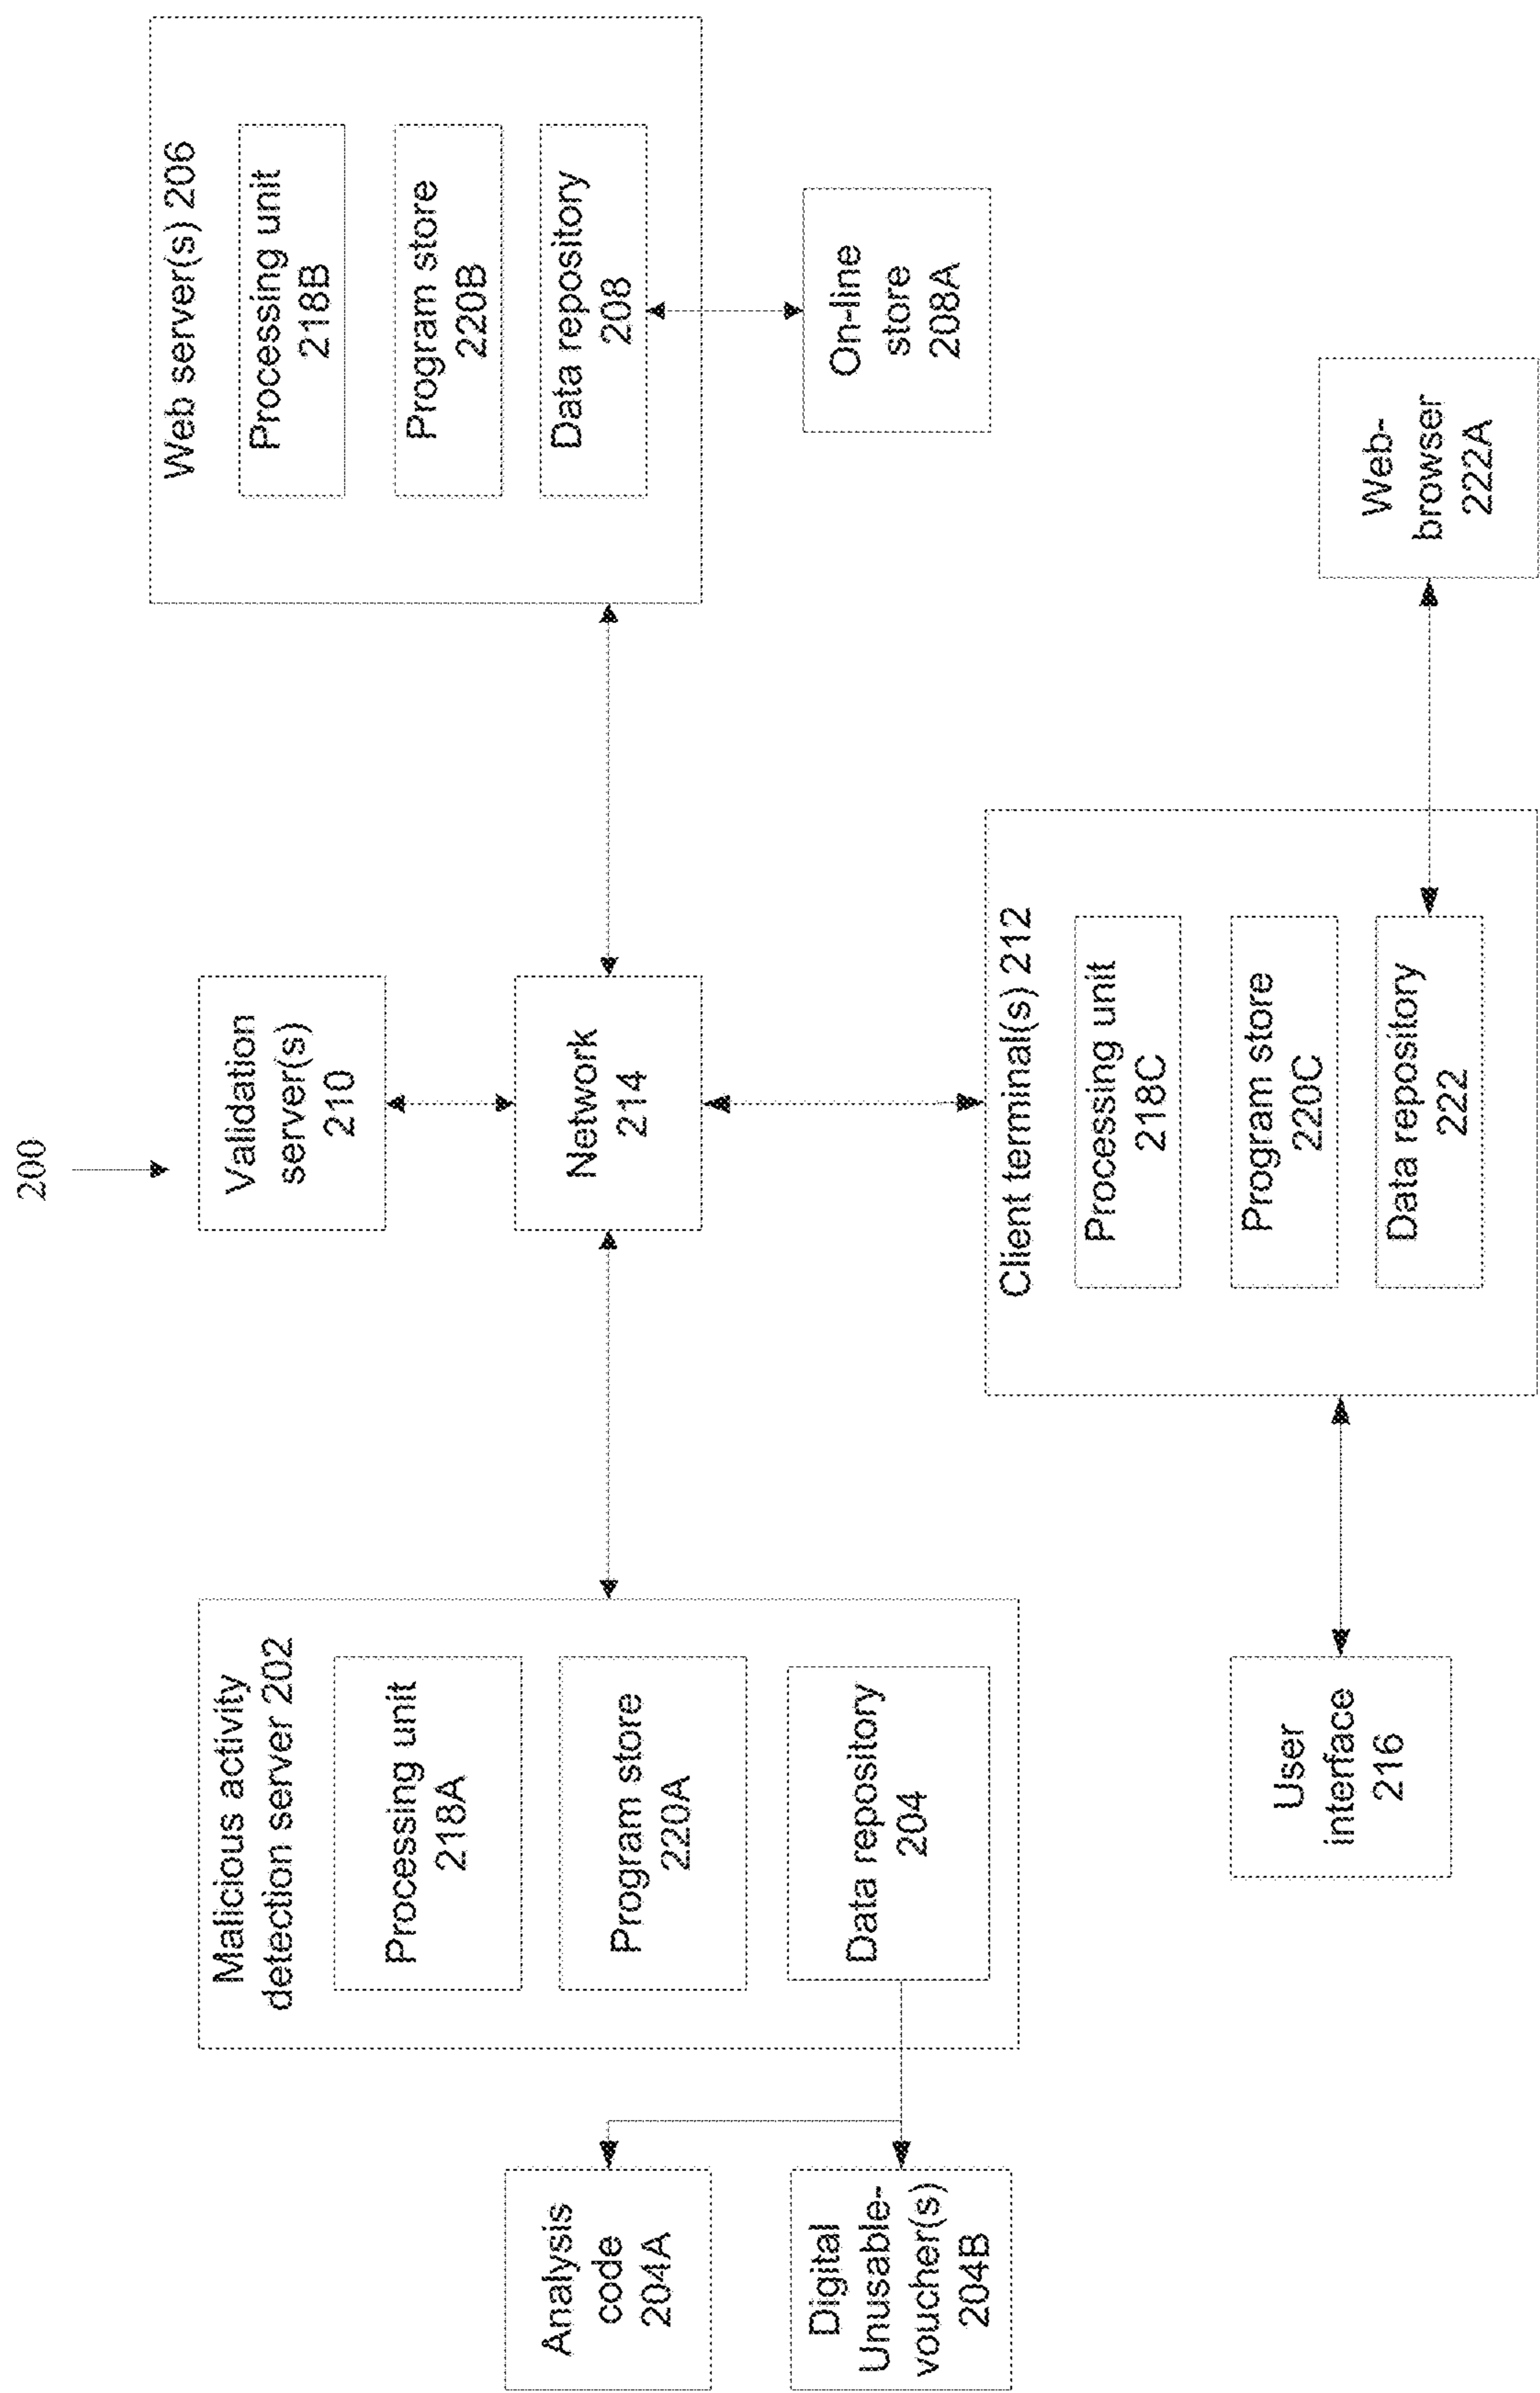 200
Malicious activity
detection server 202
Processing unit
218A
Program store
220A
Data repository
204
Analysis
code
204A
Digital
Unusable-
voucher(s)
204B
Validation
server(s)
210
Network
214
Web server(s) 206
Processing unit
218B
Program store
220B
Data repository
208
On-line
store
208A
Client terminal(s) 212
Processing unit
218C
Program store
220C
Data repository
222
User
interface
216
Web-
browser
222A